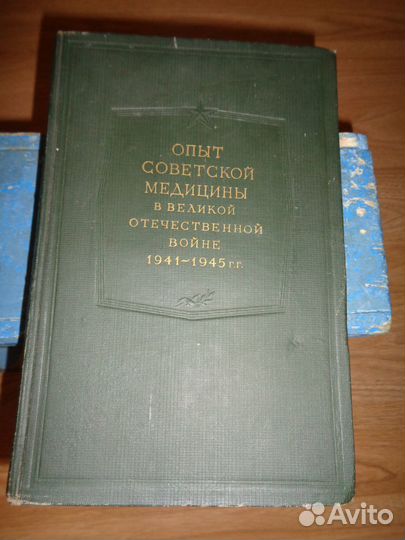 ОПЫТ
СОВЕТСКОЙ
МЕДИЦИНЫ
В ВЕЛИКОЙ
ОТЕЧЕСТВЕННОЙ
ВОЙНЕ
1941–1945 г.г.
Avito